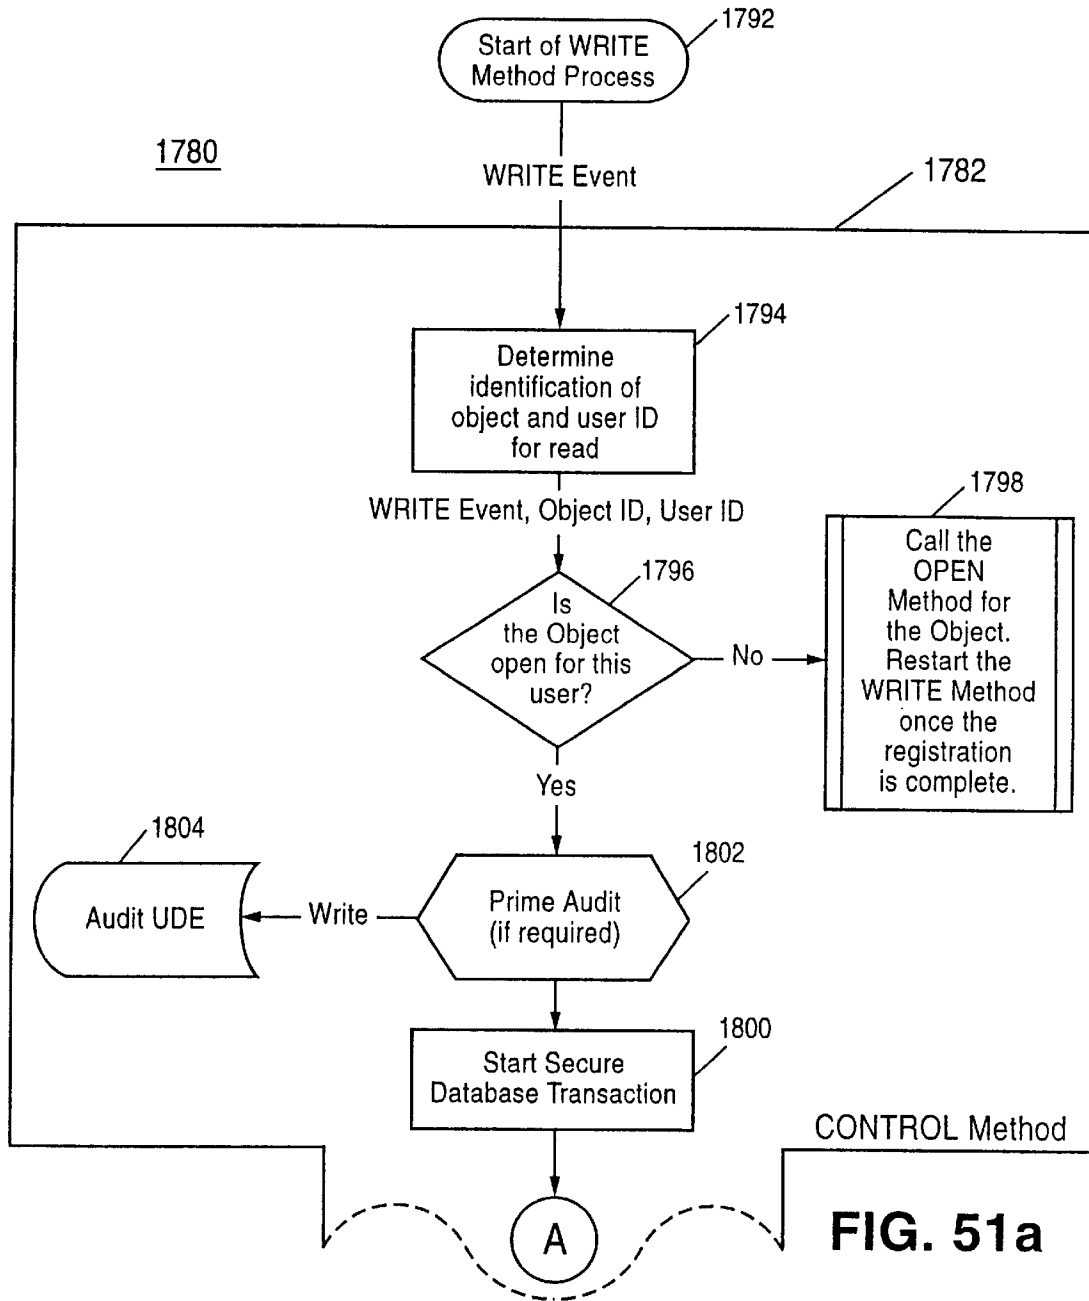 1792
Start of WRITE
Method Process
1780
WRITE Event
1782
1794
Determine
identification of
object and user ID
for read
WRITE Event, Object ID, User ID
1798
Call the
OPEN
Method for
the Object.
Restart the
WRITE Method
once the
registration
is complete.
1796
Is
the Object
open for this
user?
No
Yes
1804
Audit UDE
Write
1802
Prime Audit
(if required)
1800
Start Secure
Database Transaction
CONTROL Method
A
FIG. 51a